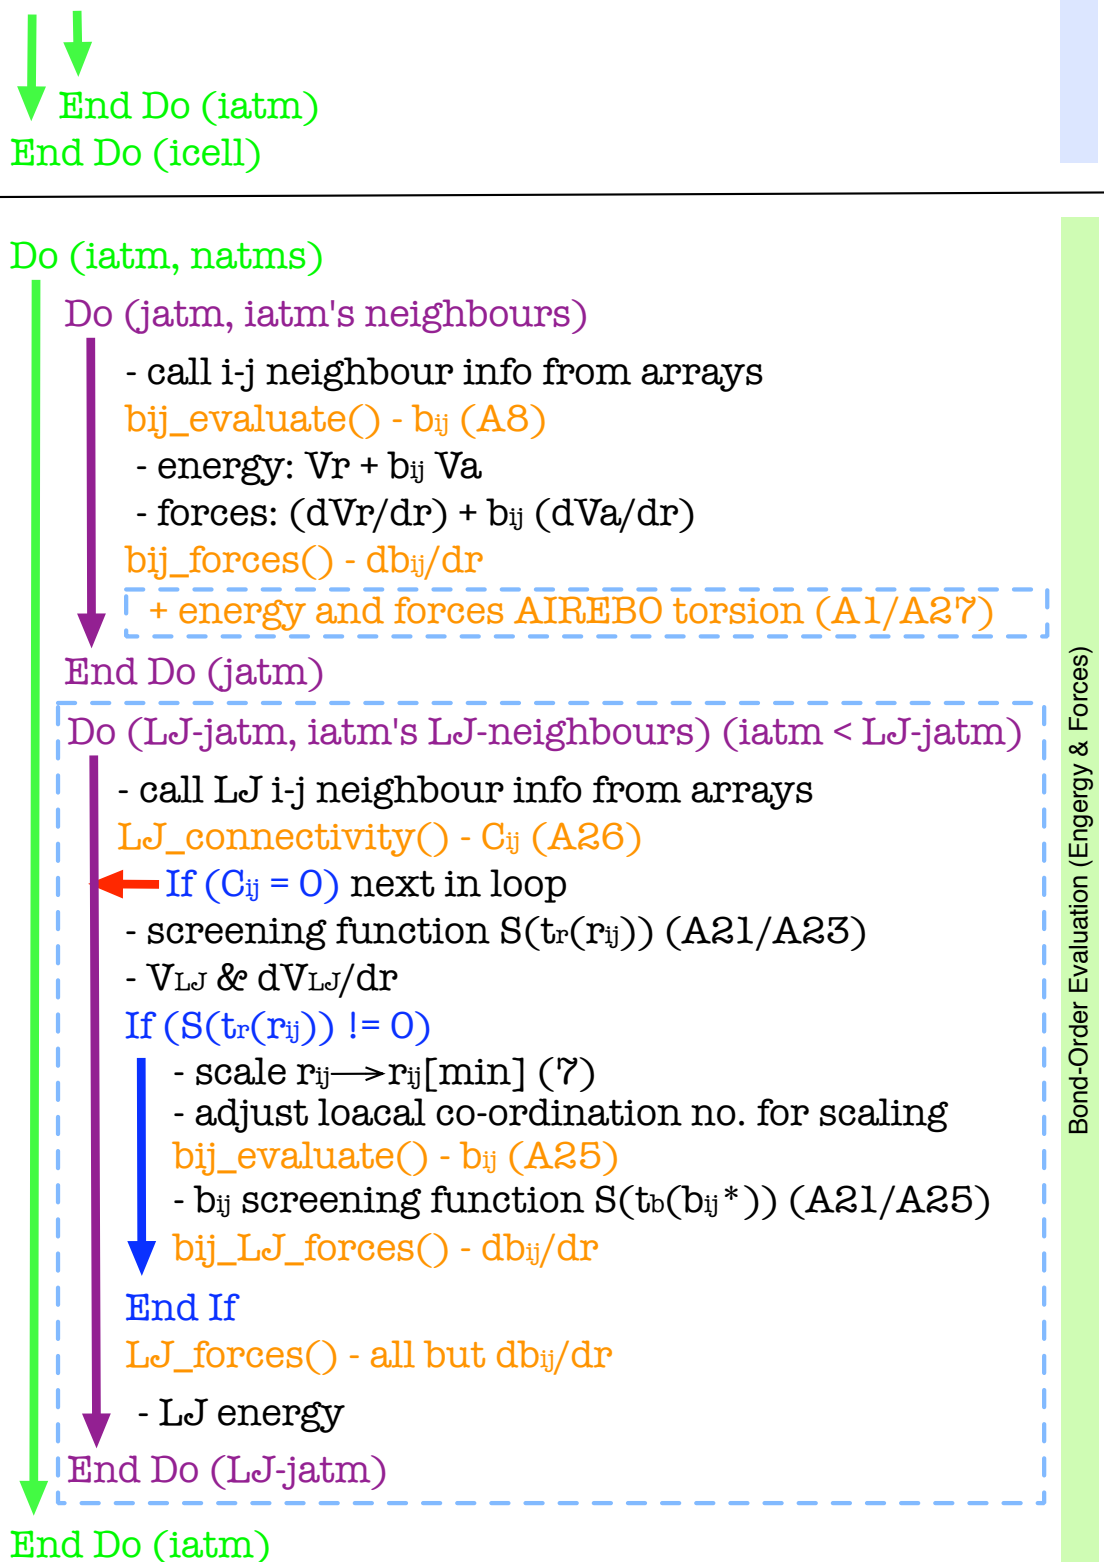 End Do (iatm)
End Do (icell)
Do (iatm, natms)
Do (jatm, iatm's neighbours)
- call i-j neighbour info from arrays
bij_evaluate() - bij (A8)
- energy: Vr + bij Va
- forces: (dVr/dr) + bij (dVa/dr)
bij_forces() - dbij/dr
+ energy and forces AIREBO torsion (A1/A27)
End Do (jatm)
Do (LJ-jatm, iatm's LJ-neighbours) (iatm < LJ-jatm)
- call LJ i-j neighbour info from arrays
LJ_connectivity() - Cij (A26)
If (Cij = 0) next in loop
- screening function S(tr(rij)) (A21/A23)
- VLJ & dVLJ/dr
If (S(tr(rij)) != 0)
- scale rij⟶rij[min] (7)
- adjust loacal co-ordination no. for scaling
bij_evaluate() - bij (A25)
- bij screening function S(tb(bij*)) (A21/A25)
bij_LJ_forces() - dbij/dr
End If
LJ_forces() - all but dbij/dr
- LJ energy
End Do (LJ-jatm)
End Do (iatm)
Bond-Order Evaluation (Engergy & Forces)